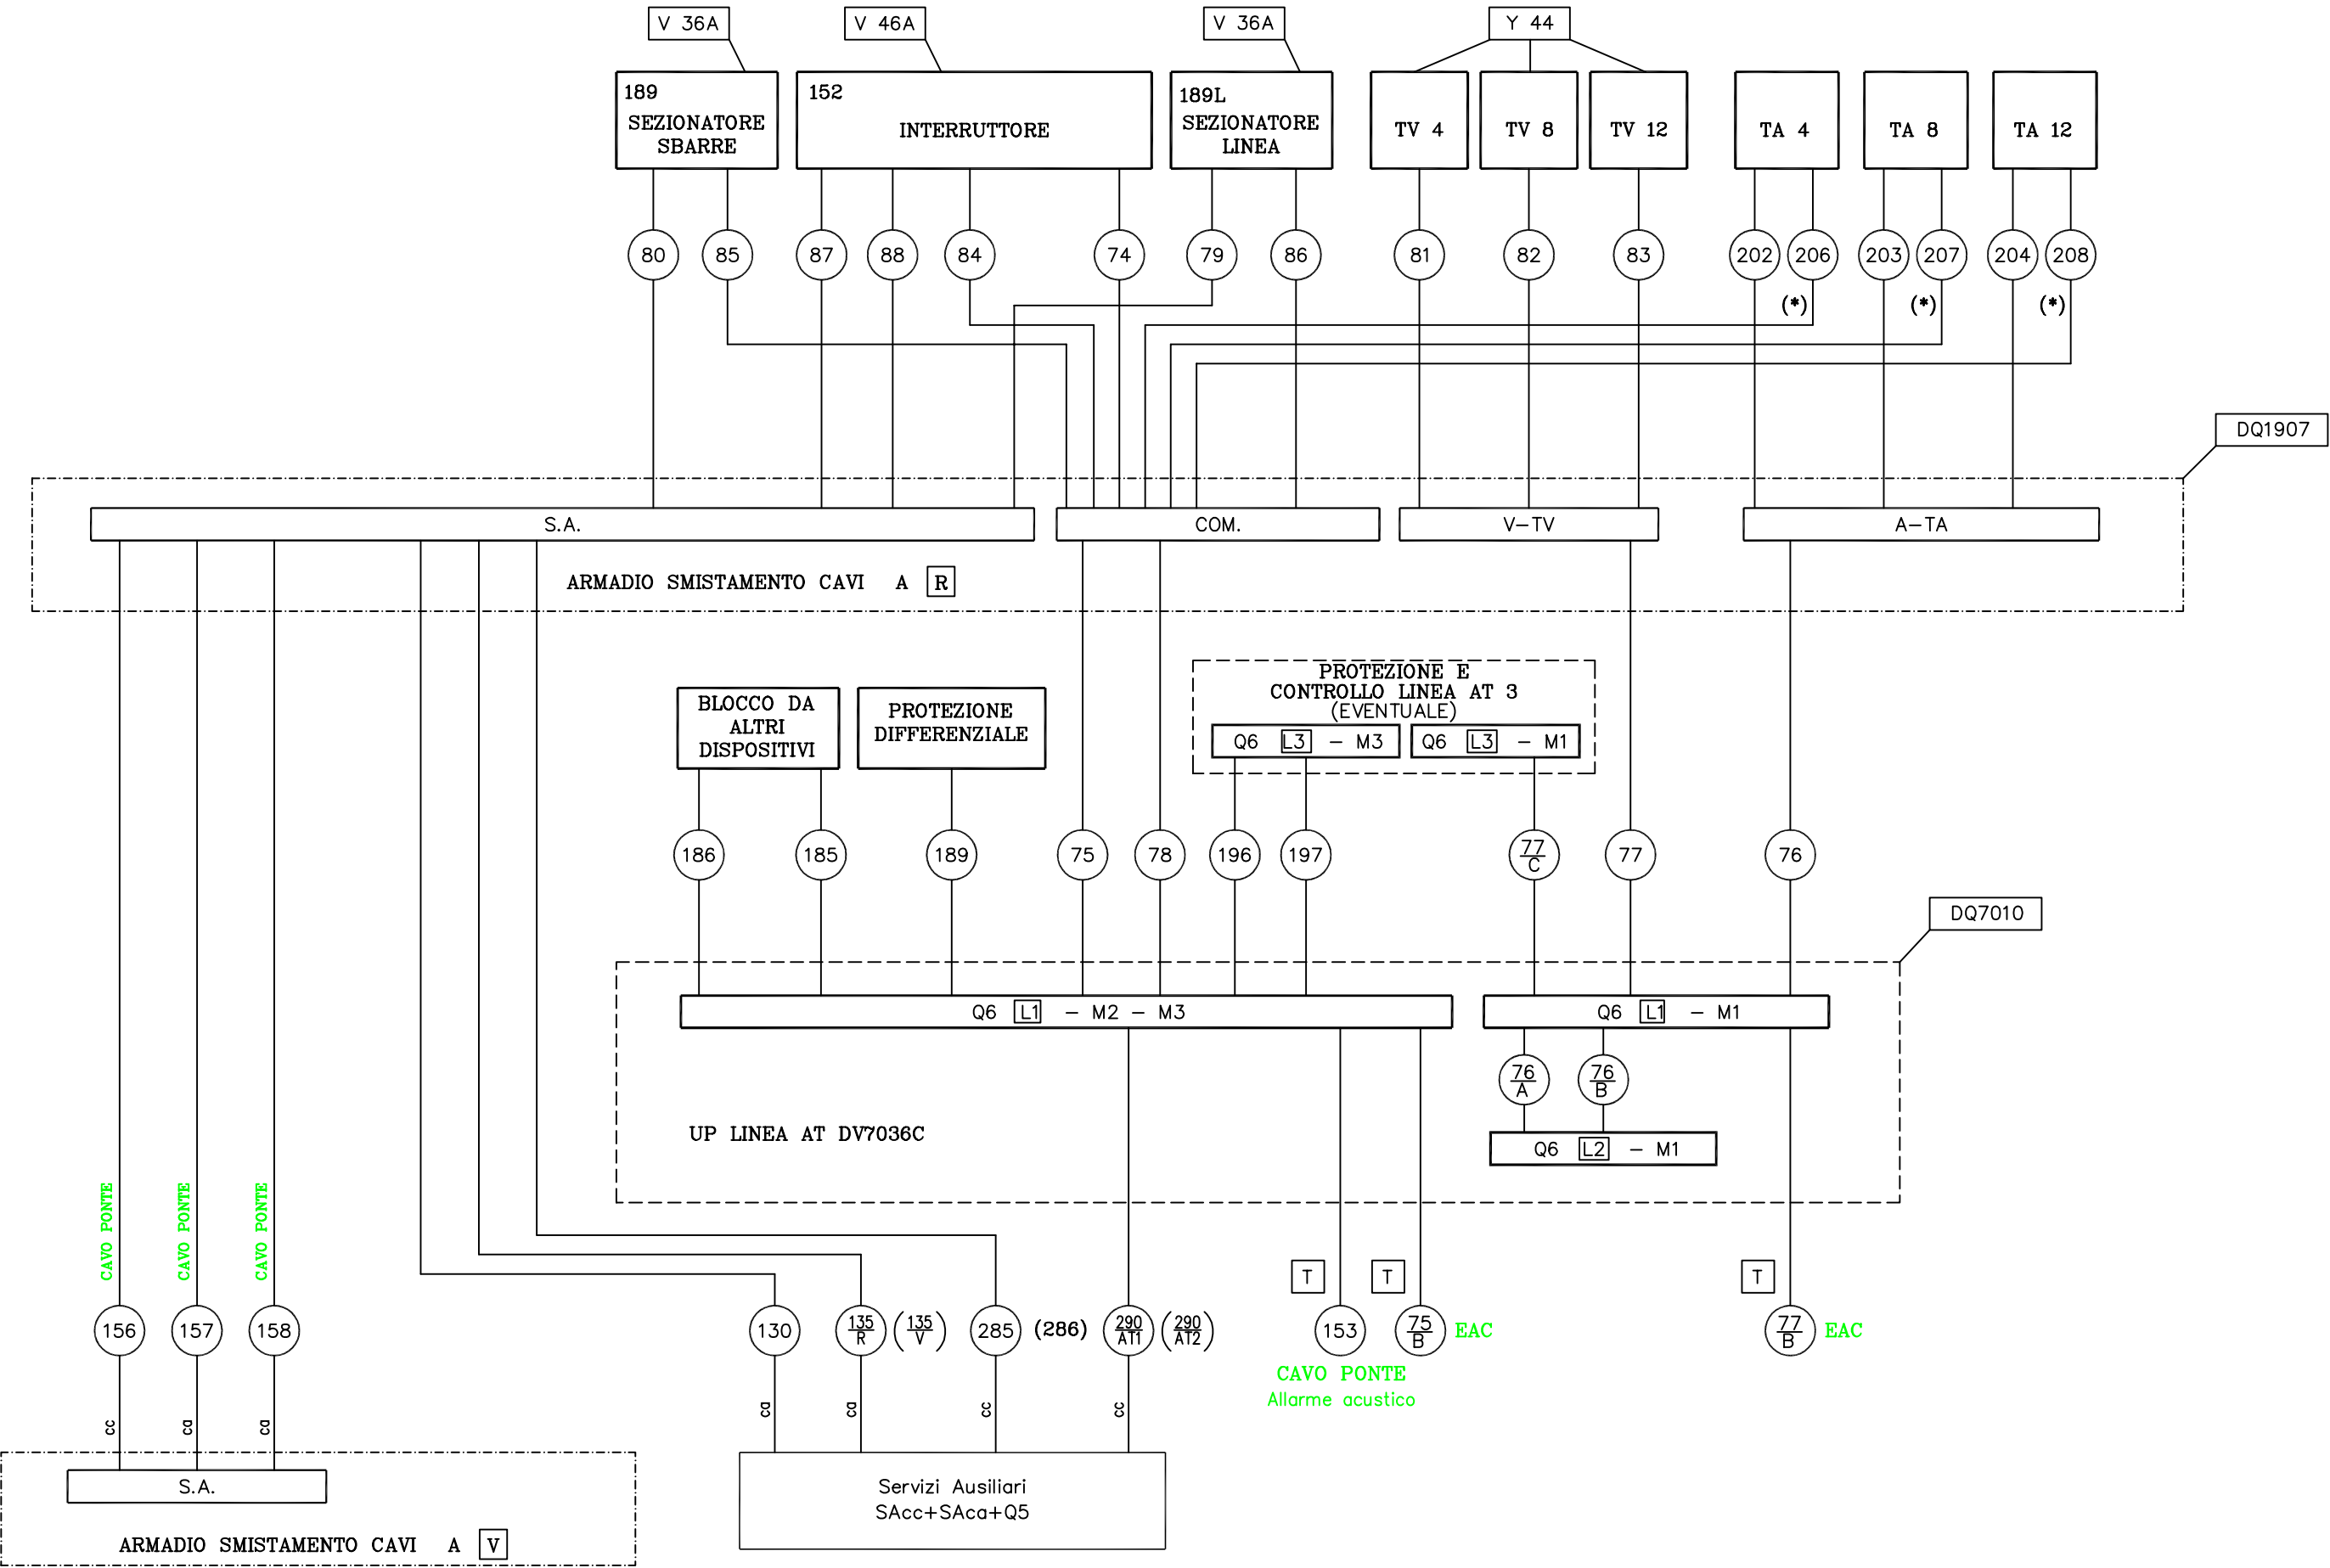 V 36A
V 46A
V 36A
Y 44
189
SEZIONATORE
SBARRE
152
INTERRUTTORE
189L
SEZIONATORE
LINEA
TV 4
TV 8
TV 12
TA 4
TA 8
TA 12
80
85
87
88
84
74
79
86
81
82
83
202
206
203
207
204
208
(*)
(*)
(*)
DQ1907
S.A.
COM.
V-TV
A-TA
ARMADIO SMISTAMENTO CAVI A R
BLOCCO DA
ALTRI
DISPOSITIVI
PROTEZIONE
DIFFERENZIALE
PROTEZIONE E
CONTROLLO LINEA AT 3
(EVENTUALE)
Q6 L3 - M3
Q6 L3 - M1
186
185
189
75
78
196
197
77
C
77
76
DQ7010
Q6 L1 - M2 - M3
Q6 L1 - M1
76
A
76
B
UP LINEA AT DV7036C
Q6 L2 - M1
CAVO PONTE
CAVO PONTE
CAVO PONTE
T
T
T
156
157
158
130
135
R
(135
V)
285
(286)
290
AT1
(290
AT2)
153
75
B
EAC
77
B
EAC
CAVO PONTE
Allarme acustico
cc
ca
ca
ca
ca
cc
cc
S.A.
Servizi Ausiliari
SAcc+SAca+Q5
ARMADIO SMISTAMENTO CAVI A V